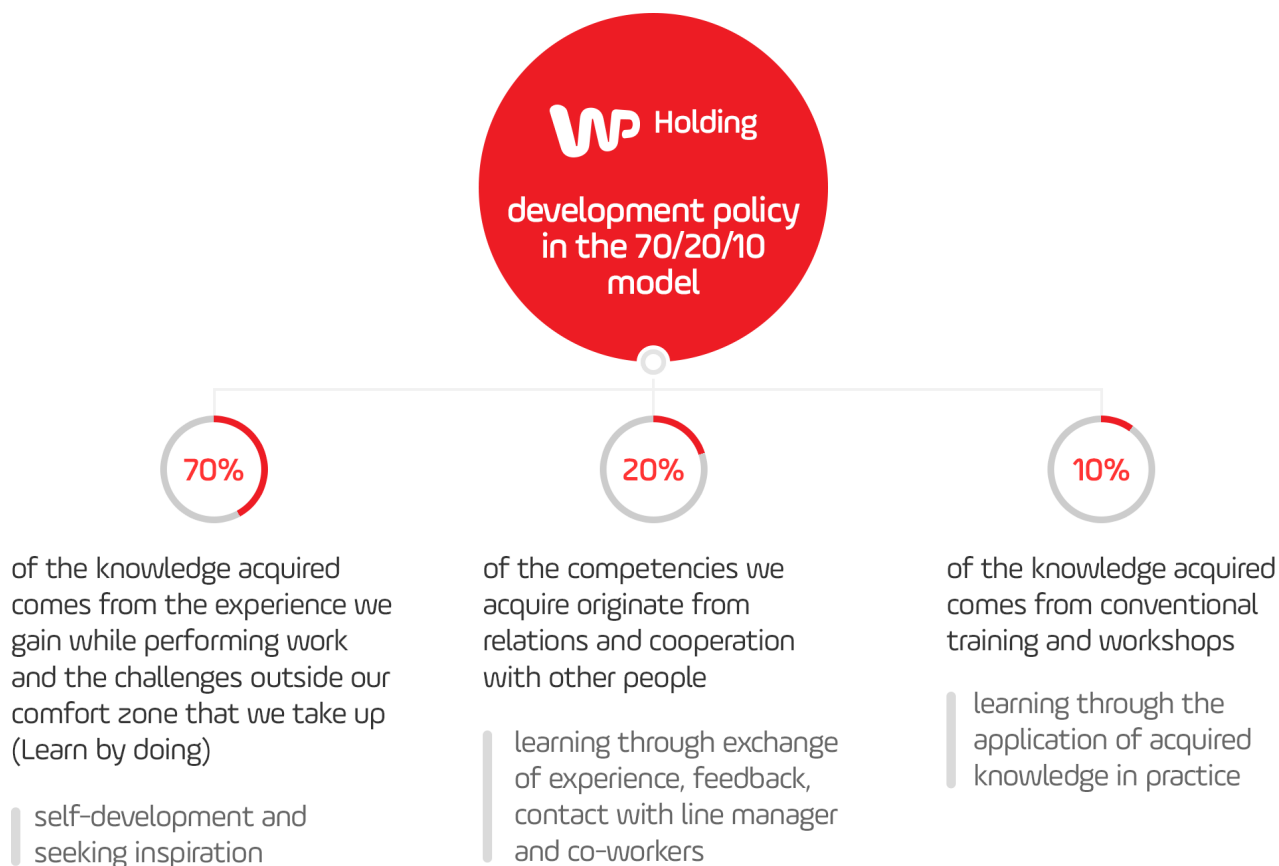 WP Holding
development policy
in the 70/20/10
model
70%
of the knowledge acquired
comes from the experience we
gain while performing work
and the challenges outside our
comfort zone that we take up
(Learn by doing)
self-development and
seeking inspiration
20%
of the competencies we
acquire originate from
relations and cooperation
with other people
learning through exchange
of experience, feedback,
contact with line manager
and co-workers
10%
of the knowledge acquired
comes from conventional
training and workshops
learning through the
application of acquired
knowledge in practice